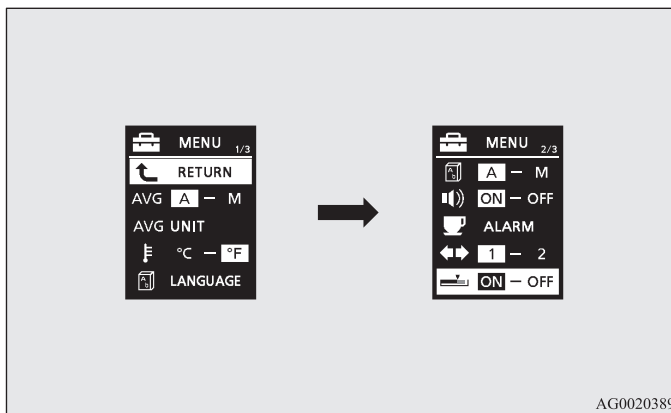 MENU 1/3
RETURN
AVG A – M
AVG UNIT
°C – °F
LANGUAGE
MENU 2/3
A – M
ON – OFF
ALARM
1 – 2
ON – OFF
AG0020389